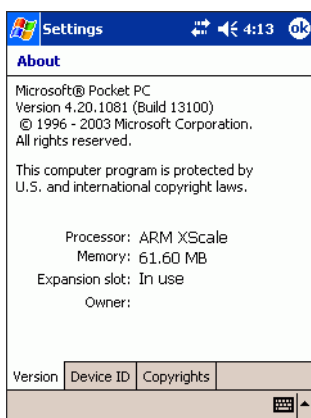 Settings 4:13 ok
About
Microsoft® Pocket PC
Version 4.20.1081 (Build 13100)
© 1996 - 2003 Microsoft Corporation.
All rights reserved.
This computer program is protected by
U.S. and international copyright laws.
Processor: ARM XScale
Memory: 61.60 MB
Expansion slot: In use
Owner:
Version Device ID Copyrights